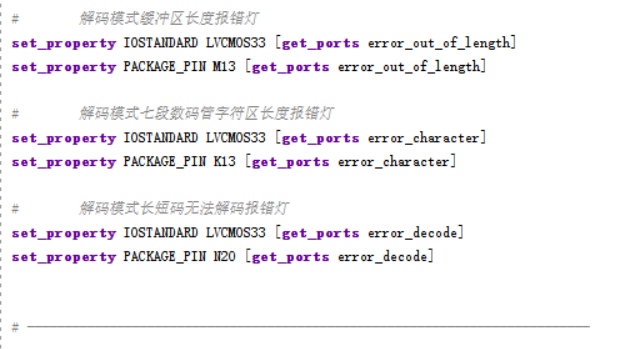 # 解码模式缓冲区长度报错灯
set_property IOSTANDARD LVCMOS33 [get_ports error_out_of_length]
set_property PACKAGE_PIN M13 [get_ports error_out_of_length]
# 解码模式七段数码管字符区长度报错灯
set_property IOSTANDARD LVCMOS33 [get_ports error_character]
set_property PACKAGE_PIN K13 [get_ports error_character]
# 解码模式长短码无法解码报错灯
set_property IOSTANDARD LVCMOS33 [get_ports error_decode]
set_property PACKAGE_PIN N20 [get_ports error_decode]
# ————————————————————————————————————————